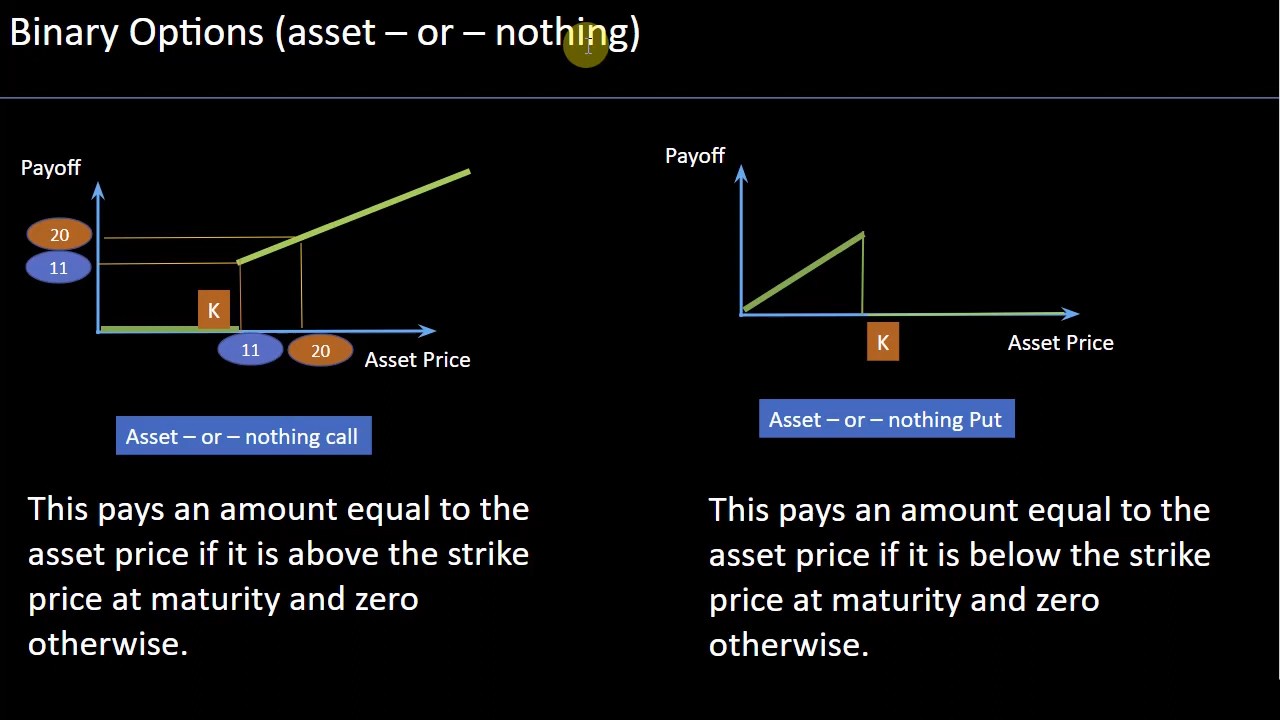 Binary Options (asset – or – nothing)
Payoff
20
11
K
11
20
Asset Price
Asset – or – nothing call
This pays an amount equal to the
asset price if it is above the strike
price at maturity and zero
otherwise.
Payoff
K
Asset Price
Asset – or – nothing Put
This pays an amount equal to the
asset price if it is below the strike
price at maturity and zero
otherwise.